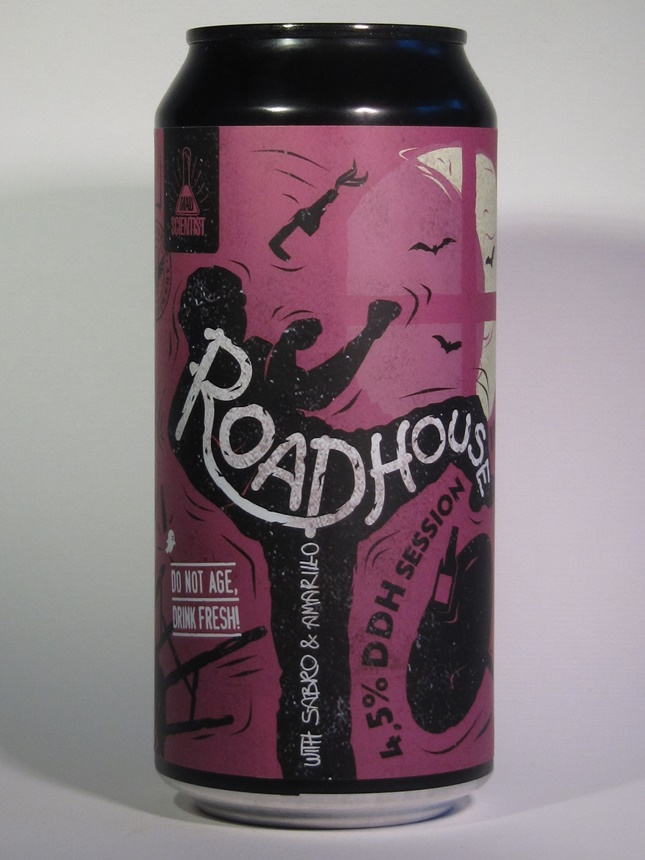 MAD
SCIENTIST
ROADHOUSE
4,5% DDH SESSION
WITH SABRO & AMARILLO
DO NOT AGE,
DRINK FRESH!